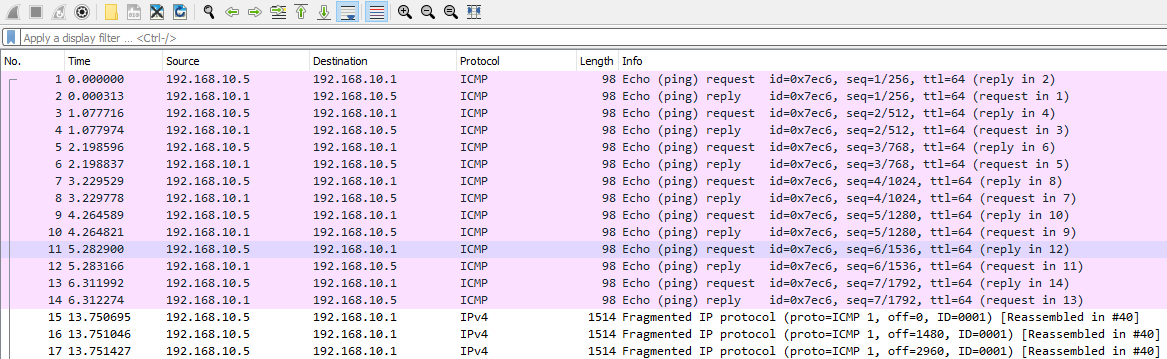 Apply a display filter ... <Ctrl-/>
No. Time Source Destination Protocol Length Info
1 0.000000 192.168.10.5 192.168.10.1 ICMP 98 Echo (ping) request id=0x7ec6, seq=1/256, ttl=64 (reply in 2)
2 0.000313 192.168.10.1 192.168.10.5 ICMP 98 Echo (ping) reply id=0x7ec6, seq=1/256, ttl=64 (request in 1)
3 1.077716 192.168.10.5 192.168.10.1 ICMP 98 Echo (ping) request id=0x7ec6, seq=2/512, ttl=64 (reply in 4)
4 1.077974 192.168.10.1 192.168.10.5 ICMP 98 Echo (ping) reply id=0x7ec6, seq=2/512, ttl=64 (request in 3)
5 2.198596 192.168.10.5 192.168.10.1 ICMP 98 Echo (ping) request id=0x7ec6, seq=3/768, ttl=64 (reply in 6)
6 2.198837 192.168.10.1 192.168.10.5 ICMP 98 Echo (ping) reply id=0x7ec6, seq=3/768, ttl=64 (request in 5)
7 3.229529 192.168.10.5 192.168.10.1 ICMP 98 Echo (ping) request id=0x7ec6, seq=4/1024, ttl=64 (reply in 8)
8 3.229778 192.168.10.1 192.168.10.5 ICMP 98 Echo (ping) reply id=0x7ec6, seq=4/1024, ttl=64 (request in 7)
9 4.264589 192.168.10.5 192.168.10.1 ICMP 98 Echo (ping) request id=0x7ec6, seq=5/1280, ttl=64 (reply in 10)
10 4.264821 192.168.10.1 192.168.10.5 ICMP 98 Echo (ping) reply id=0x7ec6, seq=5/1280, ttl=64 (request in 9)
11 5.282900 192.168.10.5 192.168.10.1 ICMP 98 Echo (ping) request id=0x7ec6, seq=6/1536, ttl=64 (reply in 12)
12 5.283166 192.168.10.1 192.168.10.5 ICMP 98 Echo (ping) reply id=0x7ec6, seq=6/1536, ttl=64 (request in 11)
13 6.311992 192.168.10.5 192.168.10.1 ICMP 98 Echo (ping) request id=0x7ec6, seq=7/1792, ttl=64 (reply in 14)
14 6.312274 192.168.10.1 192.168.10.5 ICMP 98 Echo (ping) reply id=0x7ec6, seq=7/1792, ttl=64 (request in 13)
15 13.750695 192.168.10.5 192.168.10.1 IPv4 1514 Fragmented IP protocol (proto=ICMP 1, off=0, ID=0001) [Reassembled in #40]
16 13.751046 192.168.10.5 192.168.10.1 IPv4 1514 Fragmented IP protocol (proto=ICMP 1, off=1480, ID=0001) [Reassembled in #40]
17 13.751427 192.168.10.5 192.168.10.1 IPv4 1514 Fragmented IP protocol (proto=ICMP 1, off=2960, ID=0001) [Reassembled in #40]